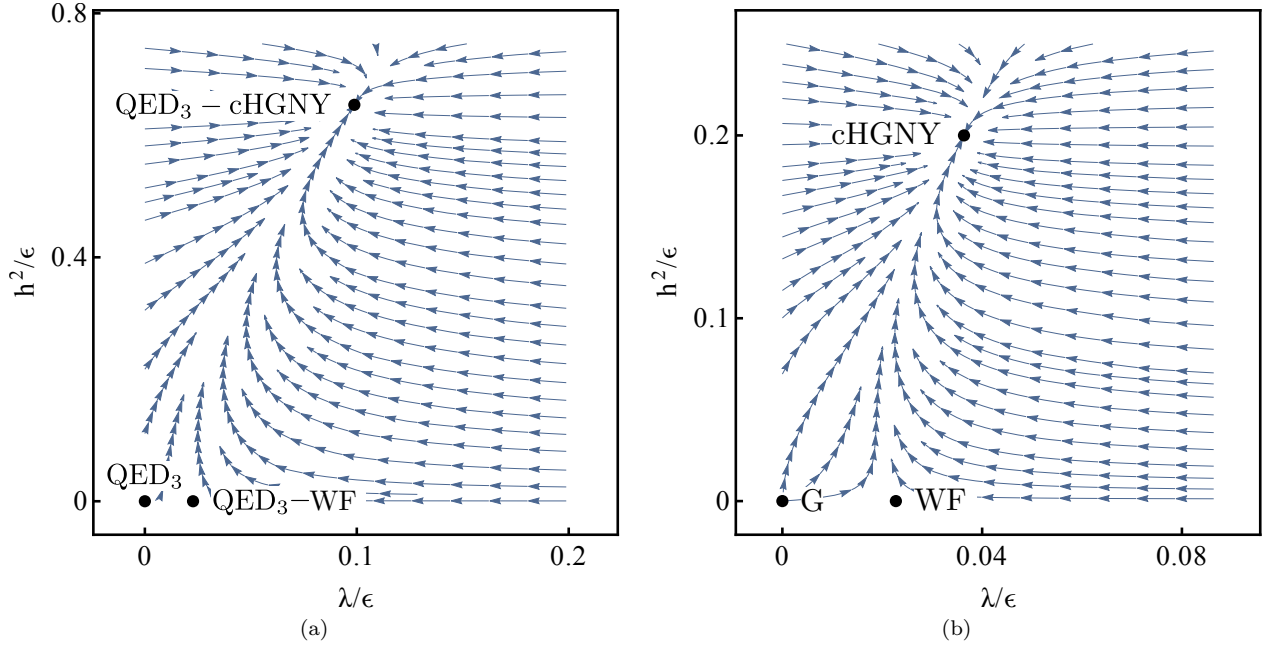 0.8
QED₃ − cHGNY
0.4
h²/ϵ
QED₃
0
QED₃−WF
0
0.1
0.2
λ/ϵ
(a)
cHGNY
0.2
h²/ϵ
0.1
0
G
WF
0
0.04
0.08
λ/ϵ
(b)